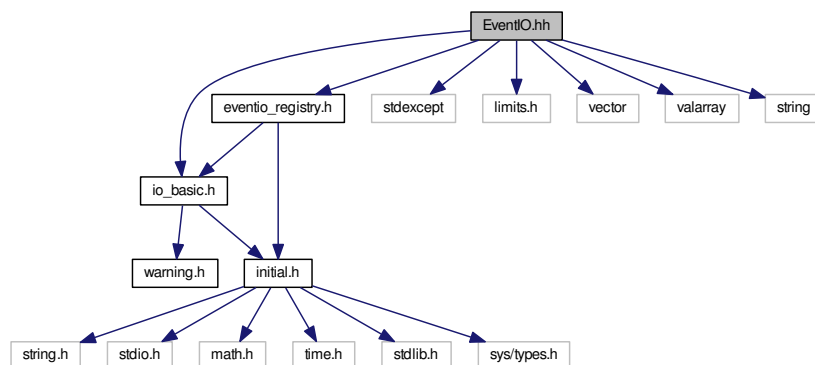 EventIO.hh
eventio_registry.h
stdexcept
limits.h
vector
valarray
string
io_basic.h
warning.h
initial.h
string.h
stdio.h
math.h
time.h
stdlib.h
sys/types.h